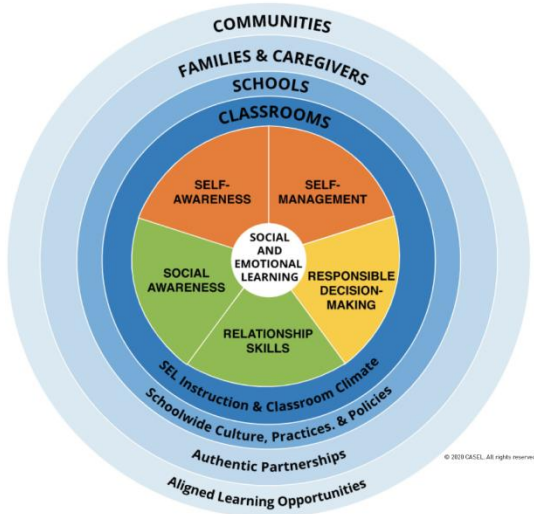 COMMUNITIES
FAMILIES & CAREGIVERS
SCHOOLS
CLASSROOMS
SELF-
AWARENESS
SELF-
MANAGEMENT
SOCIAL
AND
EMOTIONAL
LEARNING
SOCIAL
AWARENESS
RESPONSIBLE
DECISION-
MAKING
RELATIONSHIP
SKILLS
SEL Instruction & Classroom Climate
Schoolwide Culture, Practices. & Policies
Authentic Partnerships
Aligned Learning Opportunities
© 2020 CASEL. All rights reserve